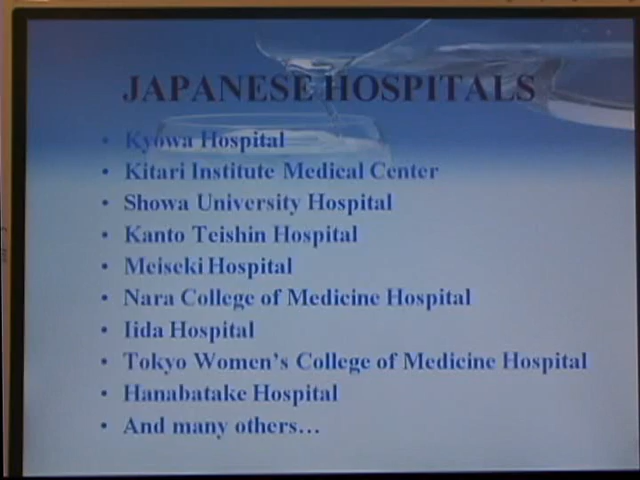 JAPANESE HOSPITALS
• Kyowa Hospital
• Kitari Institute Medical Center
• Showa University Hospital
• Kanto Teishin Hospital
• Meiseki Hospital
• Nara College of Medicine Hospital
• Iida Hospital
• Tokyo Women's College of Medicine Hospital
• Hanabatake Hospital
• And many others…